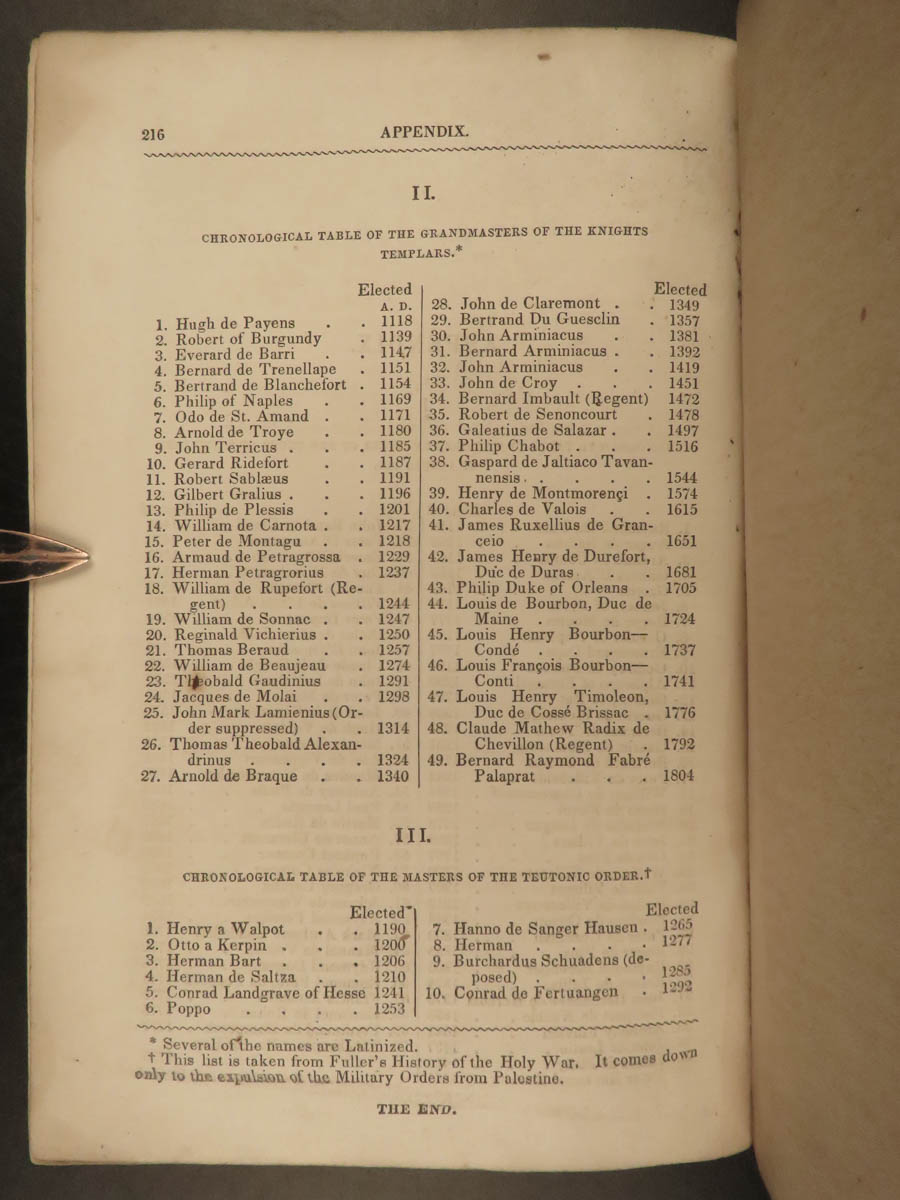 216
APPENDIX.
II.
CHRONOLOGICAL TABLE OF THE GRANDMASTERS OF THE KNIGHTS
TEMPLARS.*
Elected
A. D.
1. Hugh de Payens . . 1118
2. Robert of Burgundy . 1139
3. Everard de Barri . . 1147
4. Bernard de Trenellape . 1151
5. Bertrand de Blanchefort . 1154
6. Philip of Naples . . 1169
7. Odo de St. Amand . . 1171
8. Arnold de Troye . . 1180
9. John Terricus . . . 1185
10. Gerard Ridefort . . 1187
11. Robert Sablæus . . 1191
12. Gilbert Gralius . . . 1196
13. Philip de Plessis . . 1201
14. William de Carnota . . 1217
15. Peter de Montagu . . 1218
16. Armaud de Petragrossa . 1229
17. Herman Petragrorius . 1237
18. William de Rupefort (Re-
gent) . . . . 1244
19. William de Sonnac . . 1247
20. Reginald Vichierius . . 1250
21. Thomas Beraud . . 1257
22. William de Beaujeau . 1274
23. Theobald Gaudinius . 1291
24. Jacques de Molai . . 1298
25. John Mark Lamienius (Or-
der suppressed) . . 1314
26. Thomas Theobald Alexan-
drinus . . . . 1324
27. Arnold de Braque . . 1340
Elected
28. John de Claremont . . 1349
29. Bertrand Du Guesclin . 1357
30. John Arminiacus . . 1381
31. Bernard Arminiacus . . 1392
32. John Arminiacus . . 1419
33. John de Croy . . . 1451
34. Bernard Imbault (Regent) 1472
35. Robert de Senoncourt . 1478
36. Galeatius de Salazar . . 1497
37. Philip Chabot . . . 1516
38. Gaspard de Jaltiaco Tavan-
nensis . . . . 1544
39. Henry de Montmorençi . 1574
40. Charles de Valois . . 1615
41. James Ruxellius de Gran-
ceio . . . . 1651
42. James Henry de Durefort,
Duc de Duras . . 1681
43. Philip Duke of Orleans . 1705
44. Louis de Bourbon, Duc de
Maine . . . . 1724
45. Louis Henry Bourbon—
Condé . . . . 1737
46. Louis François Bourbon—
Conti . . . . 1741
47. Louis Henry Timoleon,
Duc de Cossé Brissac . 1776
48. Claude Mathew Radix de
Chevillon (Regent) . 1792
49. Bernard Raymond Fabré
Palaprat . . . 1804
III.
CHRONOLOGICAL TABLE OF THE MASTERS OF THE TEUTONIC ORDER.†
Elected
1. Henry a Walpot . . 1190
2. Otto a Kerpin . . . 1200
3. Herman Bart . . . 1206
4. Herman de Saltza . . 1210
5. Conrad Landgrave of Hesse 1241
6. Poppo . . . . 1253
Elected
7. Hanno de Sanger Hausen . 1265
8. Herman . . . . 1277
9. Burchardus Schuadens (de-
posed) . . . . 1285
10. Conrad de Fertuangen . 1292
* Several of the names are Latinized.
† This list is taken from Fuller's History of the Holy War. It comes down
only to the expulsion of the Military Orders from Palestine.
THE END.